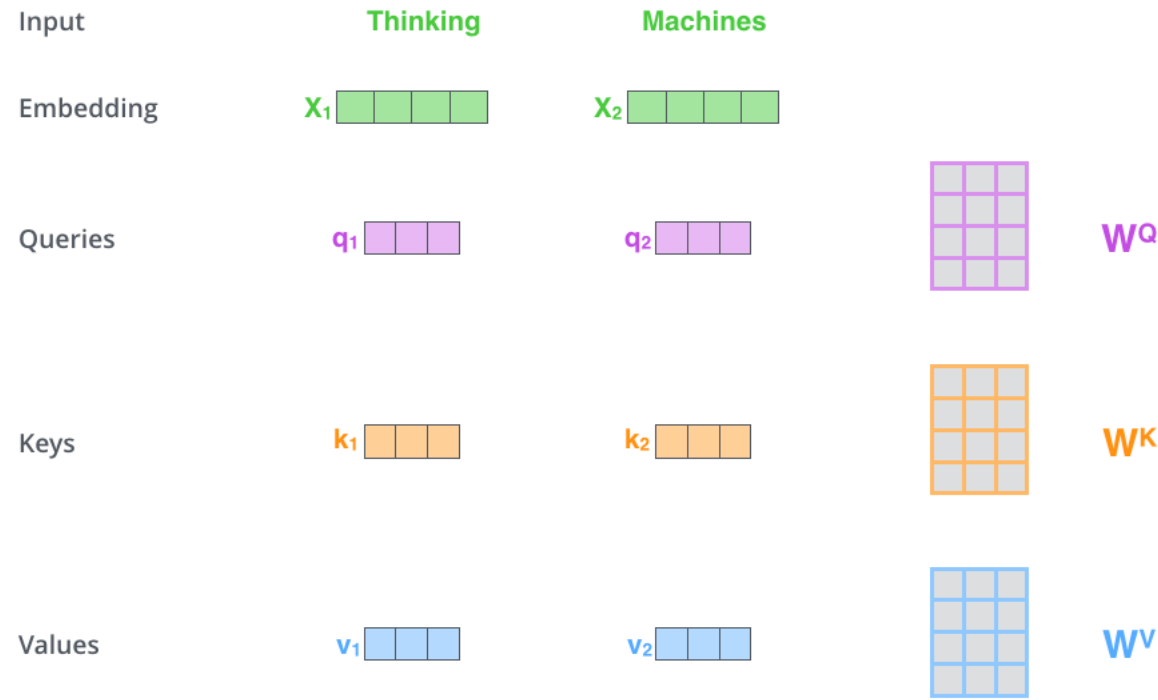 Input Thinking Machines
Embedding X1 X2
Queries q1 q2 WQ
Keys k1 k2 WK
Values v1 v2 WV